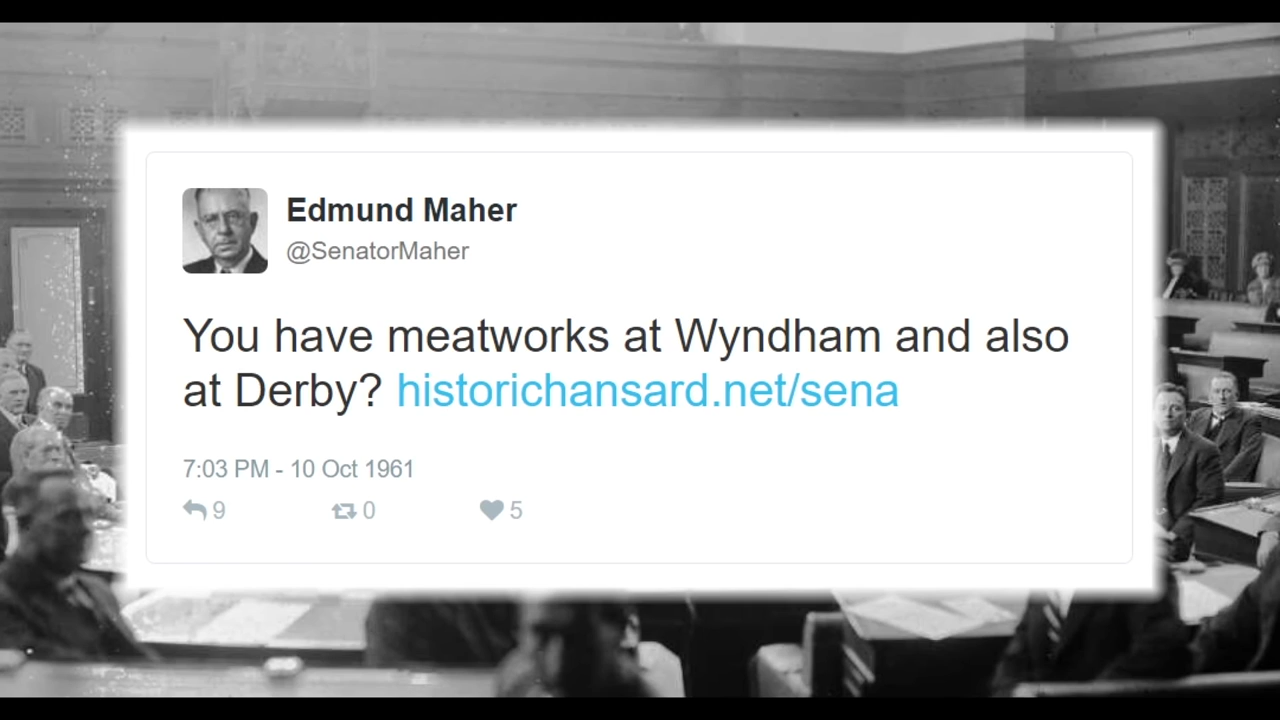 Edmund Maher
@SenatorMaher
You have meatworks at Wyndham and also
at Derby? historichansard.net/sena
7:03 PM - 10 Oct 1961
9 0 5